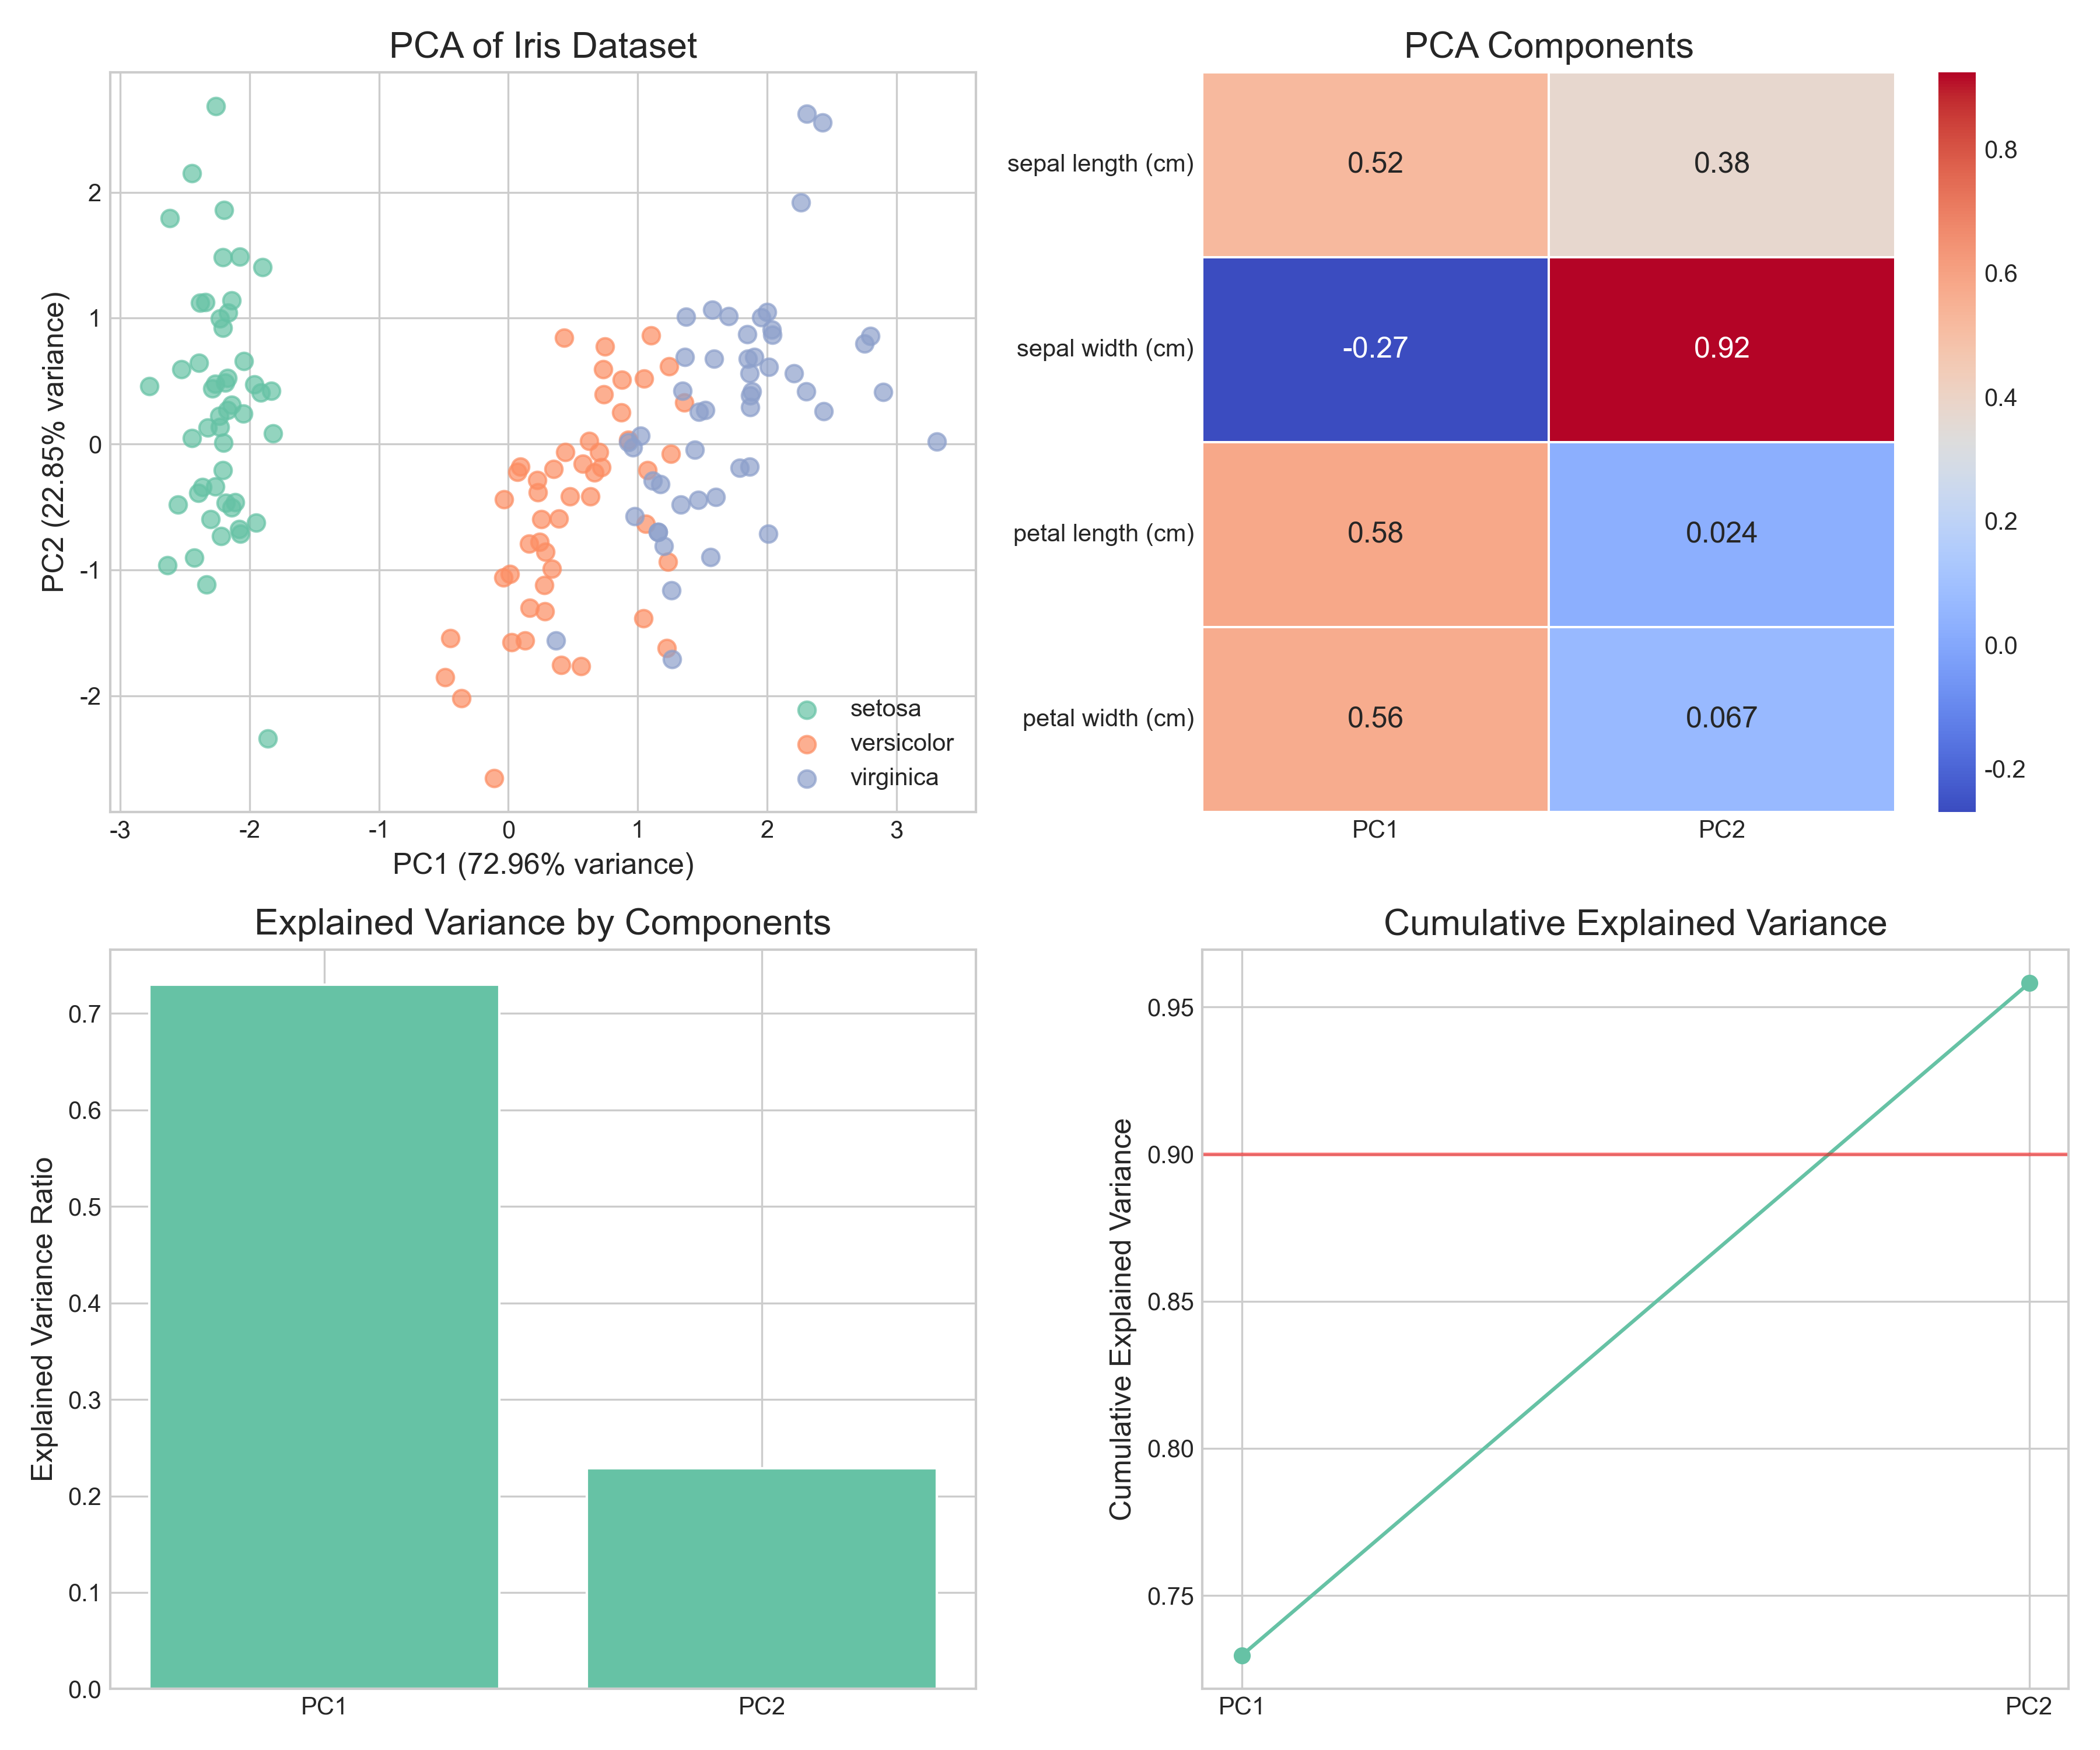 PCA of Iris Dataset
PC2 (22.85% variance)
2
1
0
-1
-2
-3
-2
-1
0
1
2
3
PC1 (72.96% variance)
setosa
versicolor
virginica
PCA Components
sepal length (cm)
0.52
0.38
sepal width (cm)
-0.27
0.92
petal length (cm)
0.58
0.024
petal width (cm)
0.56
0.067
PC1
PC2
0.8
0.6
0.4
0.2
0.0
-0.2
Explained Variance by Components
Explained Variance Ratio
0.7
0.6
0.5
0.4
0.3
0.2
0.1
0.0
PC1
PC2
Cumulative Explained Variance
Cumulative Explained Variance
0.95
0.90
0.85
0.80
0.75
PC1
PC2